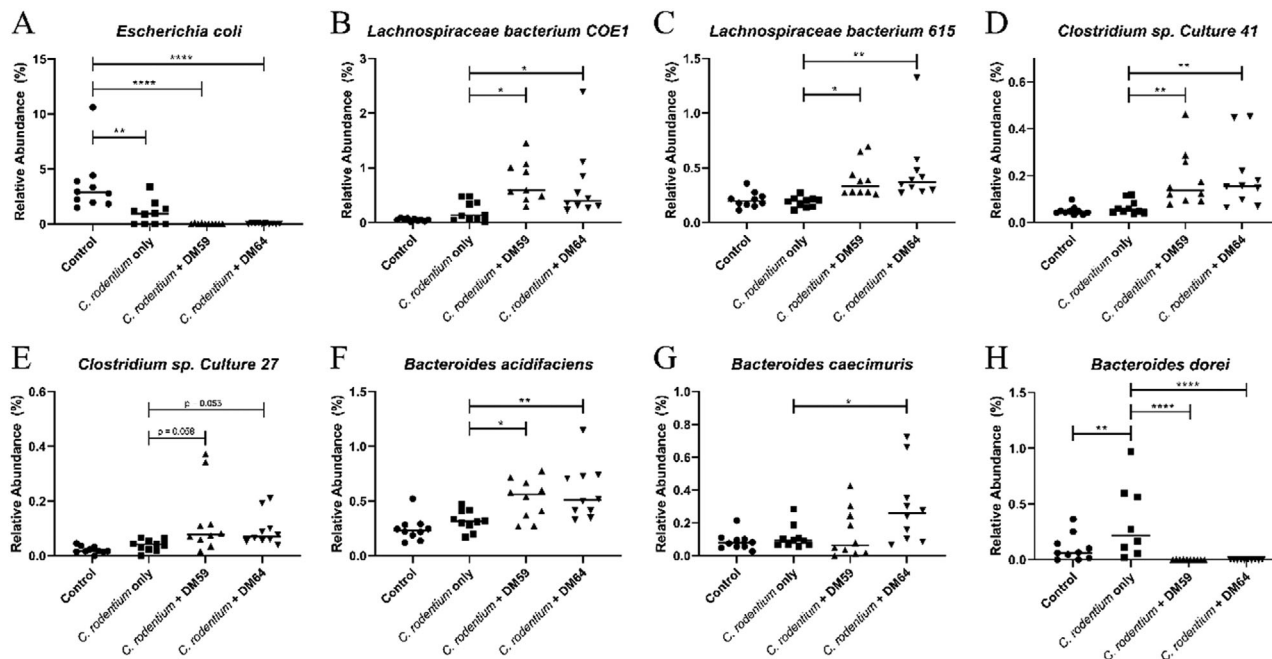 A
Escherichia coli
Relative Abundance (%)
15
10
5
0
****
****
**
Control
C. rodentium only
C. rodentium + DM59
C. rodentium + DM64
B
Lachnospiraceae bacterium COE1
Relative Abundance (%)
3
2
1
0
*
*
Control
C. rodentium only
C. rodentium + DM59
C. rodentium + DM64
C
Lachnospiraceae bacterium 615
Relative Abundance (%)
1.5
1.0
0.5
0.0
**
*
Control
C. rodentium only
C. rodentium + DM59
C. rodentium + DM64
D
Clostridium sp. Culture 41
Relative Abundance (%)
0.6
0.4
0.2
0.0
**
**
Control
C. rodentium only
C. rodentium + DM59
C. rodentium + DM64
E
Clostridium sp. Culture 27
Relative Abundance (%)
0.6
0.4
0.2
0.0
Control
C. rodentium only
C. rodentium + DM59
C. rodentium + DM64
F
Bacteroides acidifaciens
Relative Abundance (%)
1.5
1.0
0.5
0.0
**
*
Control
C. rodentium only
C. rodentium + DM59
C. rodentium + DM64
G
Bacteroides caecimuris
Relative Abundance (%)
1.0
0.8
0.6
0.4
0.2
0.0
*
Control
C. rodentium only
C. rodentium + DM59
C. rodentium + DM64
H
Bacteroides dorei
Relative Abundance (%)
1.5
1.0
0.5
0.0
****
****
**
Control
C. rodentium only
C. rodentium + DM59
C. rodentium + DM64